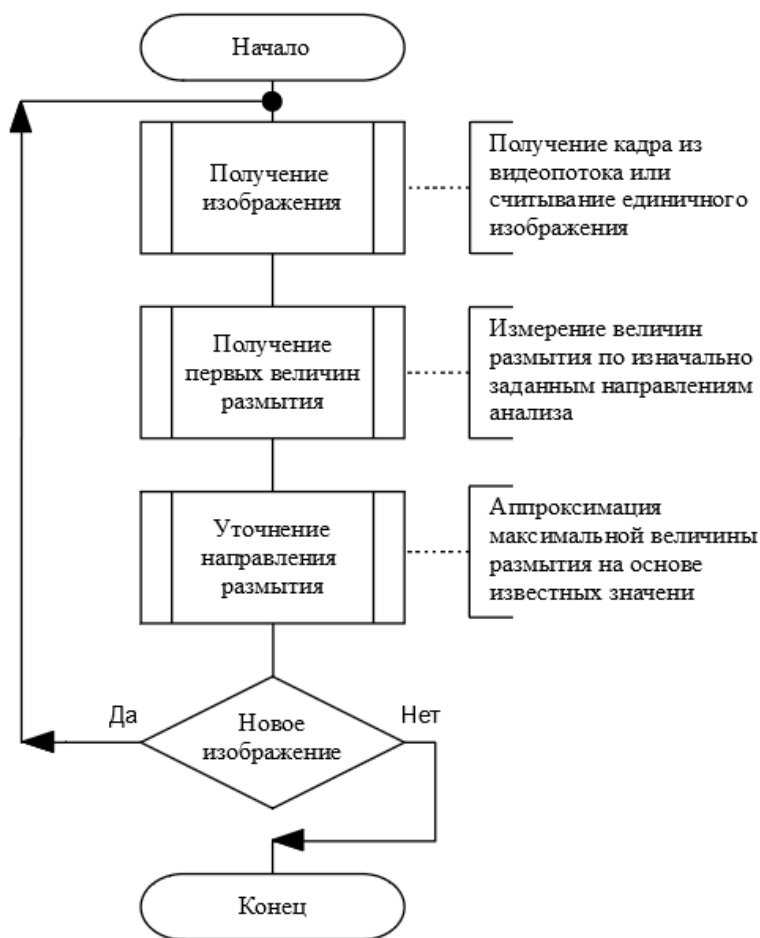 Начало
Получение
изображения
Получение кадра из
видеопотока или
считывание единичного
изображения
Получение
первых величин
размытия
Измерение величин
размытия по изначально
заданным направлениям
анализа
Уточнение
направления
размытия
Аппроксимация
максимальной величины
размытия на основе
известных значени
Да
Новое
изображение
Нет
Конец